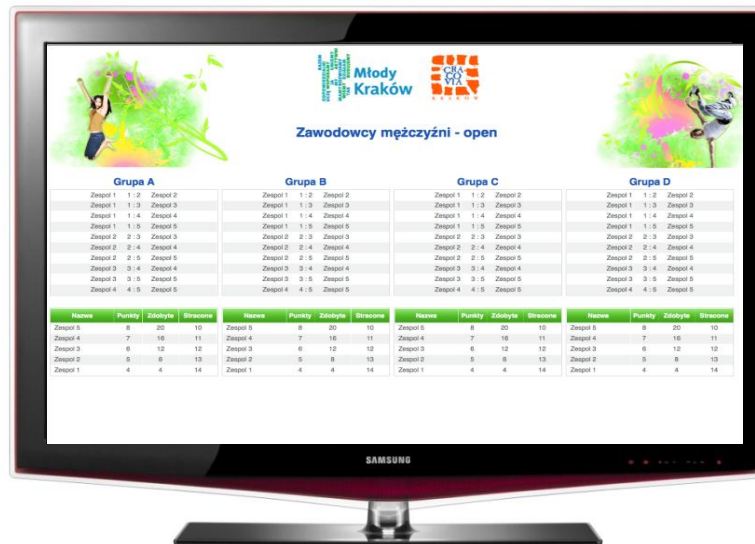 Młody
Kraków
CRA
CO
VIA
KRAKÓW
Zawodowcy mężczyźni - open
Grupa A Grupa B Grupa C Grupa D
Zespol 1 1 : 2 Zespol 2 Zespol 1 1 : 2 Zespol 2 Zespol 1 1 : 2 Zespol 2 Zespol 1 1 : 2 Zespol 2
Zespol 1 1 : 3 Zespol 3 Zespol 1 1 : 3 Zespol 3 Zespol 1 1 : 3 Zespol 3 Zespol 1 1 : 3 Zespol 3
Zespol 1 1 : 4 Zespol 4 Zespol 1 1 : 4 Zespol 4 Zespol 1 1 : 4 Zespol 4 Zespol 1 1 : 4 Zespol 4
Zespol 1 1 : 5 Zespol 5 Zespol 1 1 : 5 Zespol 5 Zespol 1 1 : 5 Zespol 5 Zespol 1 1 : 5 Zespol 5
Zespol 2 2 : 3 Zespol 3 Zespol 2 2 : 3 Zespol 3 Zespol 2 2 : 3 Zespol 3 Zespol 2 2 : 3 Zespol 3
Zespol 2 2 : 4 Zespol 4 Zespol 2 2 : 4 Zespol 4 Zespol 2 2 : 4 Zespol 4 Zespol 2 2 : 4 Zespol 4
Zespol 2 2 : 5 Zespol 5 Zespol 2 2 : 5 Zespol 5 Zespol 2 2 : 5 Zespol 5 Zespol 2 2 : 5 Zespol 5
Zespol 3 3 : 4 Zespol 4 Zespol 3 3 : 4 Zespol 4 Zespol 3 3 : 4 Zespol 4 Zespol 3 3 : 4 Zespol 4
Zespol 3 3 : 5 Zespol 5 Zespol 3 3 : 5 Zespol 5 Zespol 3 3 : 5 Zespol 5 Zespol 3 3 : 5 Zespol 5
Zespol 4 4 : 5 Zespol 5 Zespol 4 4 : 5 Zespol 5 Zespol 4 4 : 5 Zespol 5 Zespol 4 4 : 5 Zespol 5
Nazwa Punkty Zdobyte Stracone Nazwa Punkty Zdobyte Stracone Nazwa Punkty Zdobyte Stracone Nazwa Punkty Zdobyte Stracone
Zespol 5 8 20 10 Zespol 5 8 20 10 Zespol 5 8 20 10 Zespol 5 8 20 10
Zespol 4 7 16 11 Zespol 4 7 16 11 Zespol 4 7 16 11 Zespol 4 7 16 11
Zespol 3 6 12 12 Zespol 3 6 12 12 Zespol 3 6 12 12 Zespol 3 6 12 12
Zespol 2 5 8 13 Zespol 2 5 8 13 Zespol 2 5 8 13 Zespol 2 5 8 13
Zespol 1 4 4 14 Zespol 1 4 4 14 Zespol 1 4 4 14 Zespol 1 4 4 14
SAMSUNG